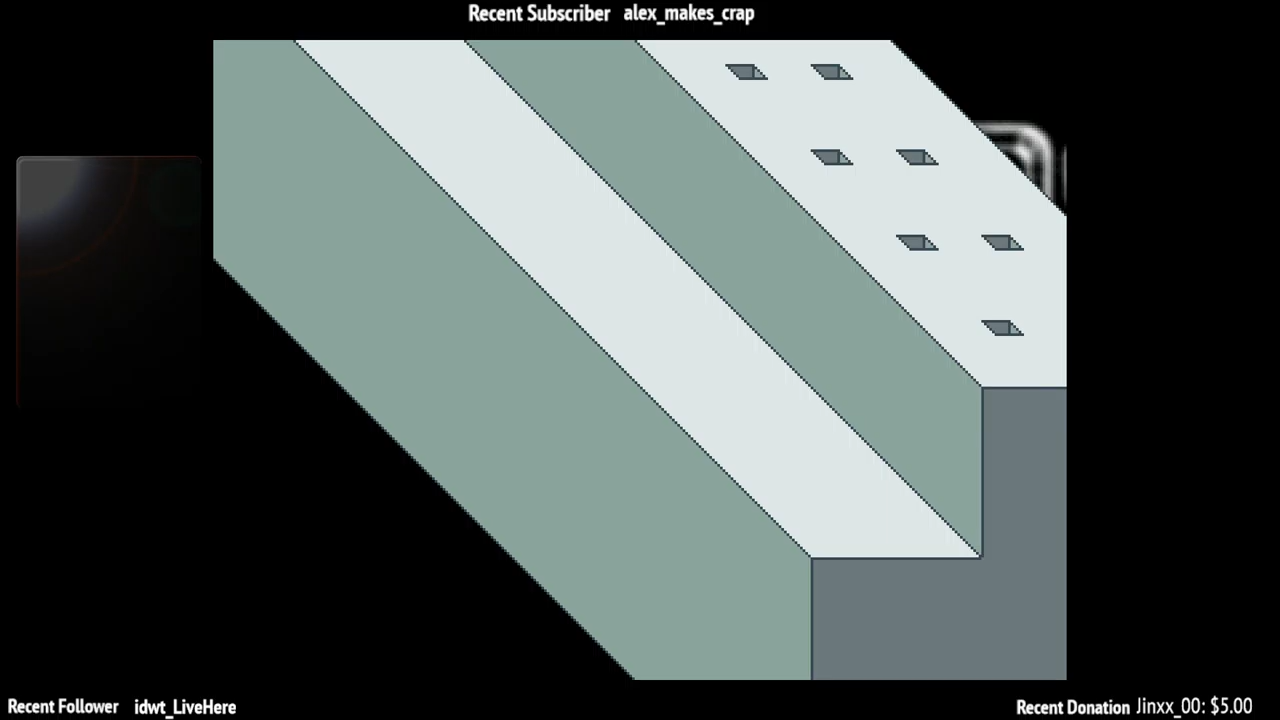 Recent Subscriber alex_makes_crap
Recent Follower idwt_LiveHere
Recent Donation Jinxx_00: $5.00